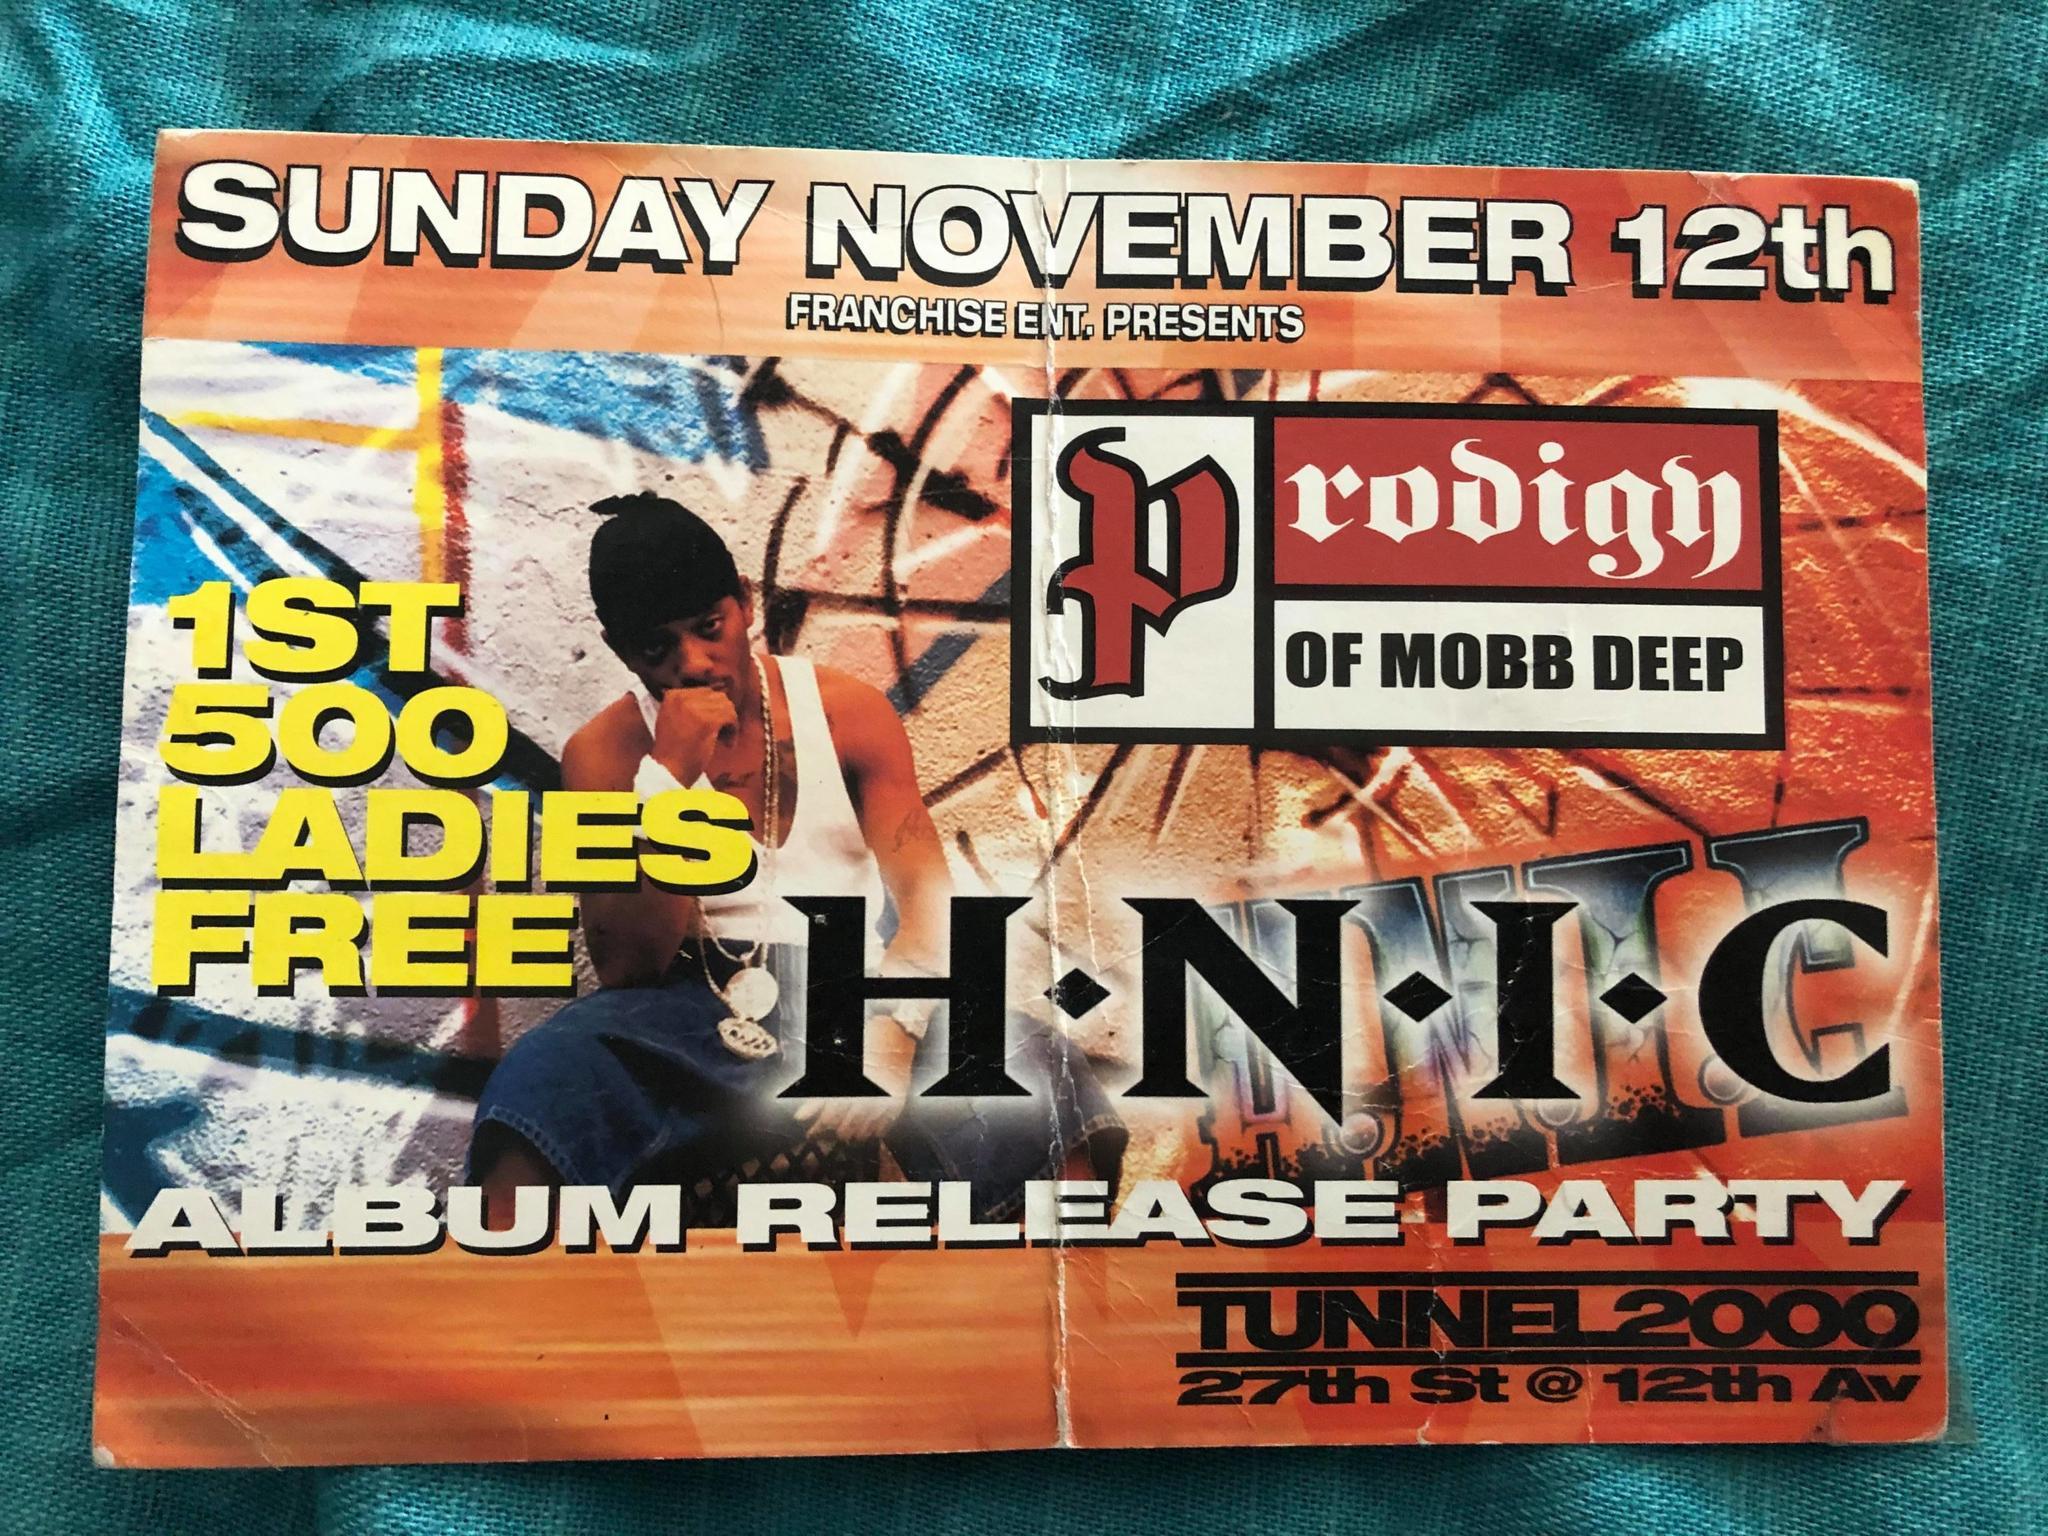 SUNDAY NOVEMBER 12th
FRANCHISE ENT. PRESENTS
P rodigy
OF MOBB DEEP
1ST
500
LADIES
FREE
H·N·I·C
ALBUM RELEASE PARTY
TUNNEL2000
27th St @ 12th Av